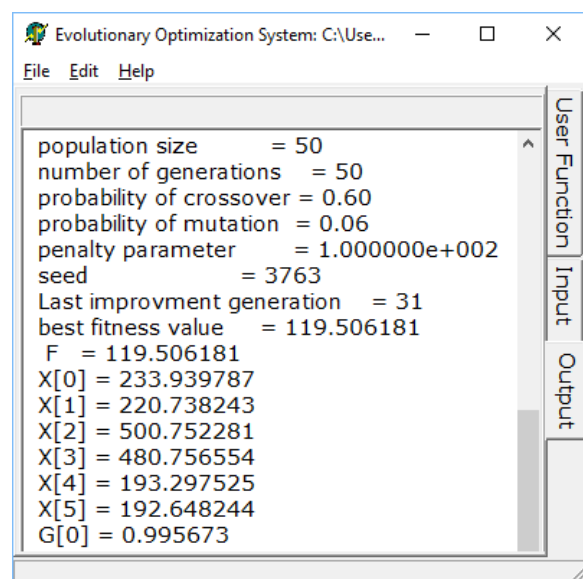 Evolutionary Optimization System: C:\Use...
File Edit Help
population size = 50
number of generations = 50
probability of crossover = 0.60
probability of mutation = 0.06
penalty parameter = 1.000000e+002
seed = 3763
Last improvment generation = 31
best fitness value = 119.506181
F = 119.506181
X[0] = 233.939787
X[1] = 220.738243
X[2] = 500.752281
X[3] = 480.756554
X[4] = 193.297525
X[5] = 192.648244
G[0] = 0.995673
User Function
Input
Output